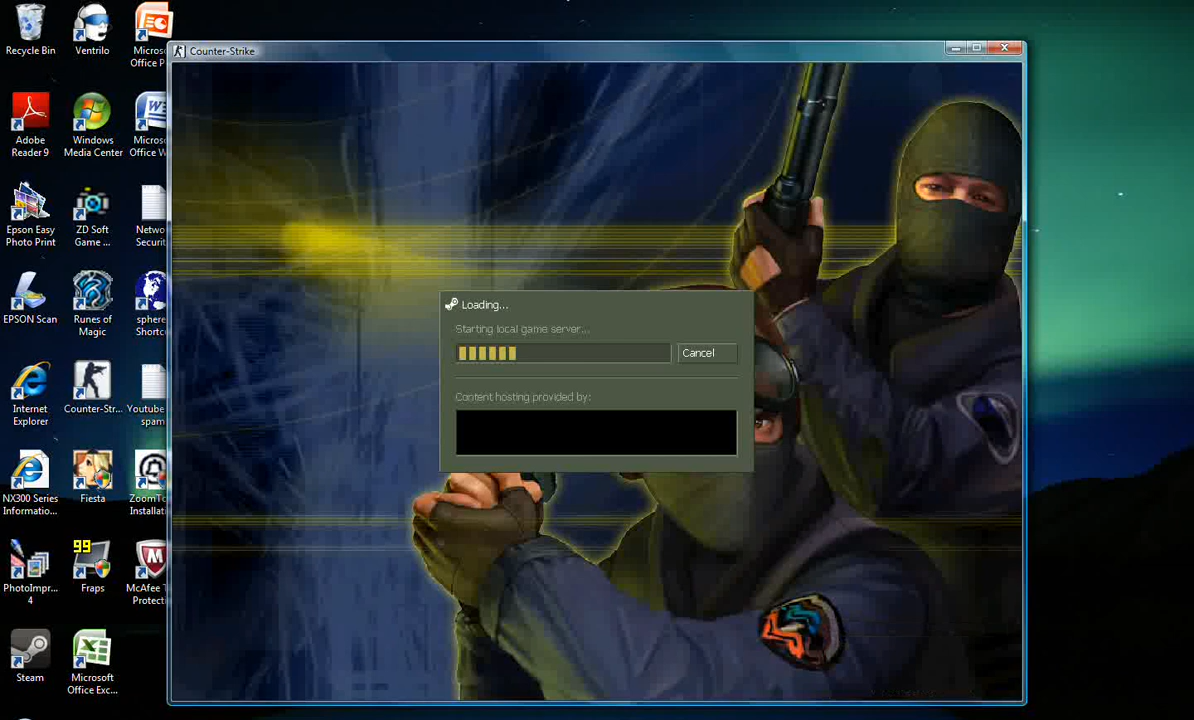 Recycle Bin
Ventrilo
Micros
Office P
Counter-Strike
Adobe
Reader 9
Windows
Media Center
Micros
Office W
Epson Easy
Photo Print
ZD Soft
Game ...
Netwo
Securit
Loading...
Starting local game server...
Cancel
Content hosting provided by:
EPSON Scan
Runes of
Magic
sphere
Shortc
Internet
Explorer
Counter-Str...
Youtube
spam
NX300 Series
Informatio...
Fiesta
ZoomTo
Installat
99
PhotoImpr...
4
Fraps
McAfee T
Protecti
Steam
Microsoft
Office Exc...